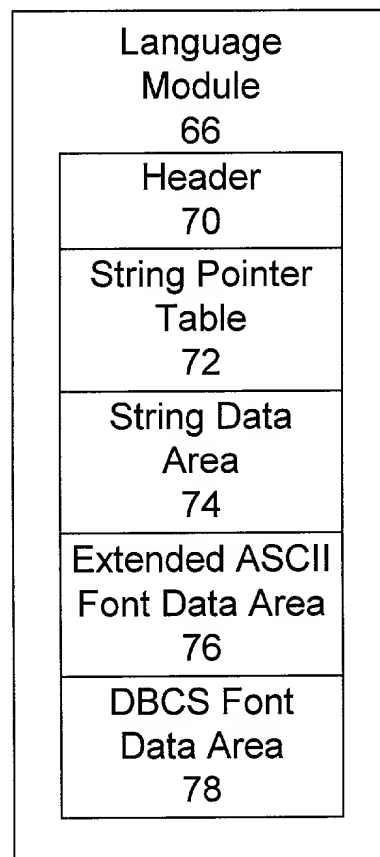 Language
Module
66
Header
70
String Pointer
Table
72
String Data
Area
74
Extended ASCII
Font Data Area
76
DBCS Font
Data Area
78